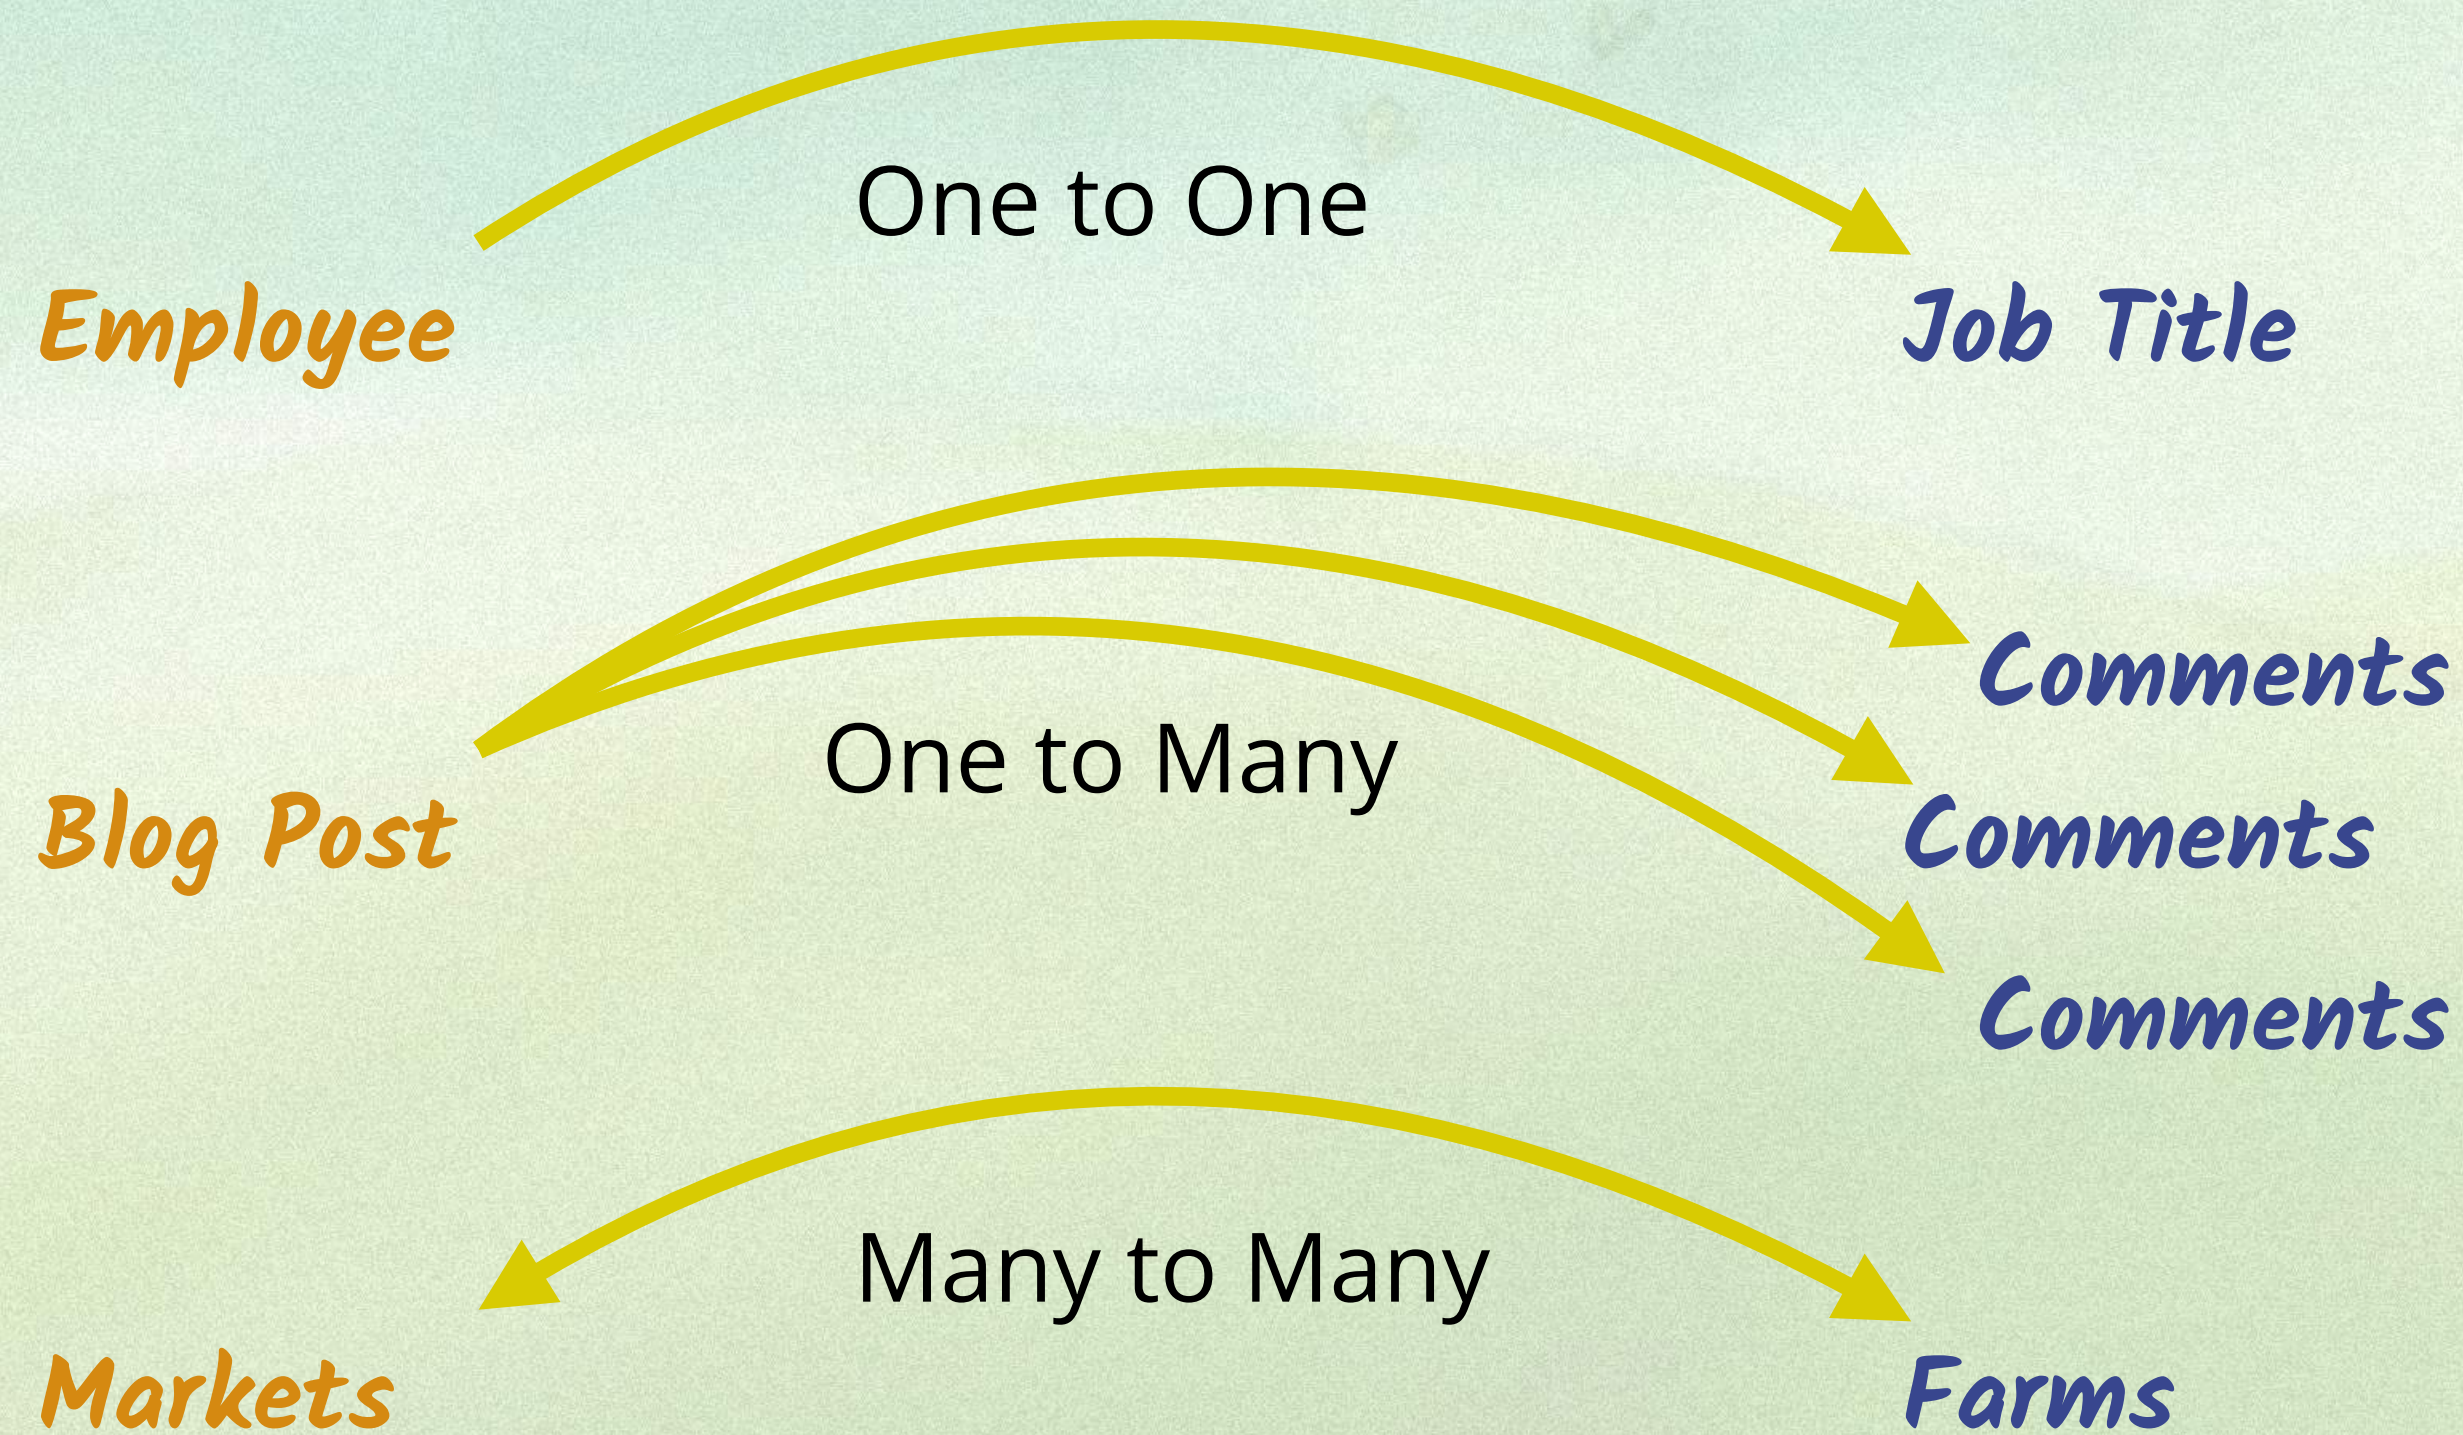 One to One
Employee
Job Title
Comments
One to Many
Blog Post
Comments
Comments
Many to Many
Markets
Farms